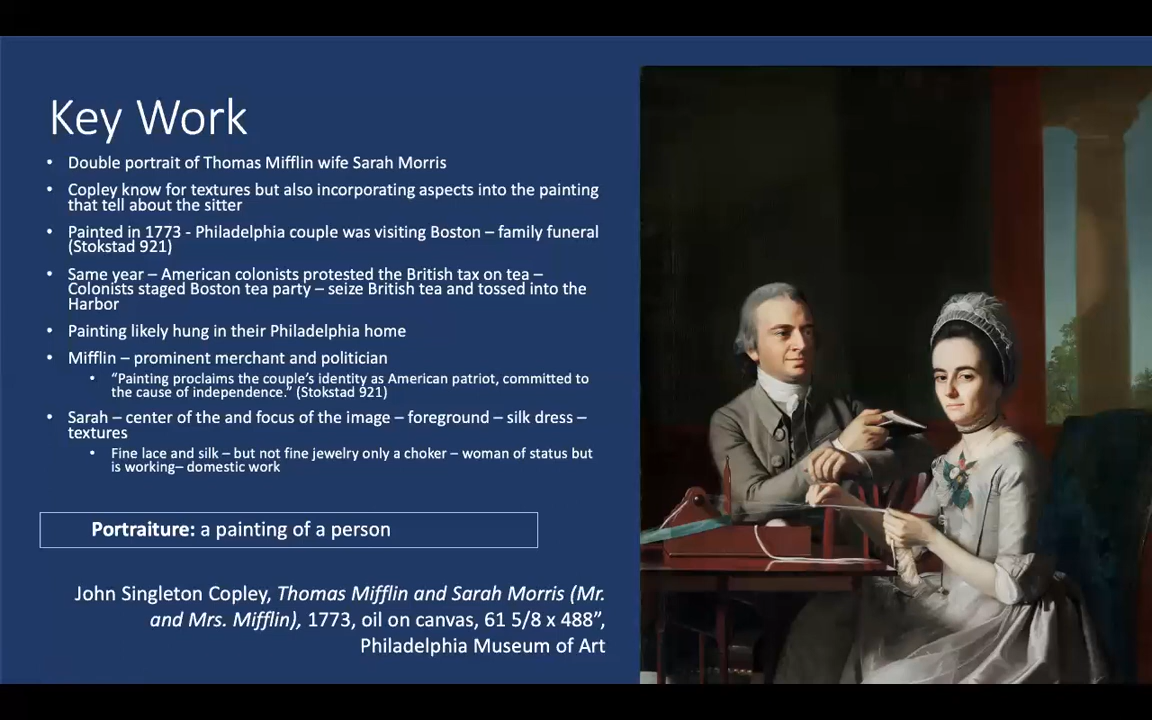 Key Work
• Double portrait of Thomas Mifflin wife Sarah Morris
• Copley know for textures but also incorporating aspects into the painting
that tell about the sitter
• Painted in 1773 - Philadelphia couple was visiting Boston – family funeral
(Stokstad 921)
• Same year – American colonists protested the British tax on tea –
Colonists staged Boston tea party – seize British tea and tossed into the
Harbor
• Painting likely hung in their Philadelphia home
• Mifflin – prominent merchant and politician
• “Painting proclaims the couple’s identity as American patriot, committed to
the cause of independence.” (Stokstad 921)
• Sarah – center of the and focus of the image – foreground – silk dress –
textures
• Fine lace and silk – but not fine jewelry only a choker – woman of status but
is working– domestic work
Portraiture: a painting of a person
John Singleton Copley, Thomas Mifflin and Sarah Morris (Mr.
and Mrs. Mifflin), 1773, oil on canvas, 61 5/8 x 488”,
Philadelphia Museum of Art